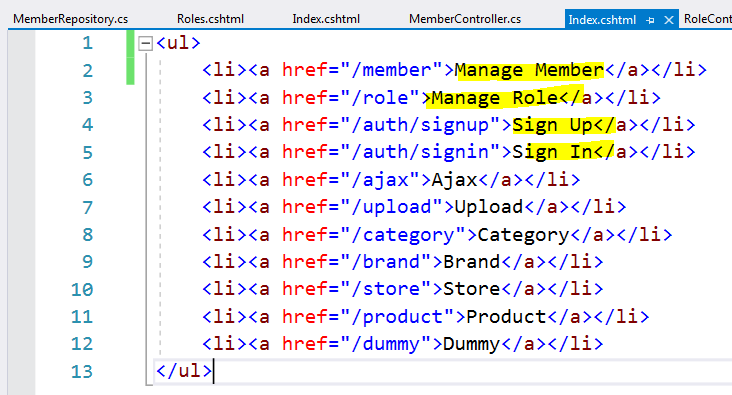 MemberRepository.cs Roles.cshtml Index.cshtml MemberController.cs Index.cshtml RoleCont
1 <ul>
2 <li><a href="/member">Manage Member</a></li>
3 <li><a href="/role">Manage Role</a></li>
4 <li><a href="/auth/signup">Sign Up</a></li>
5 <li><a href="/auth/signin">Sign In</a></li>
6 <li><a href="/ajax">Ajax</a></li>
7 <li><a href="/upload">Upload</a></li>
8 <li><a href="/category">Category</a></li>
9 <li><a href="/brand">Brand</a></li>
10 <li><a href="/store">Store</a></li>
11 <li><a href="/product">Product</a></li>
12 <li><a href="/dummy">Dummy</a></li>
13 </ul>